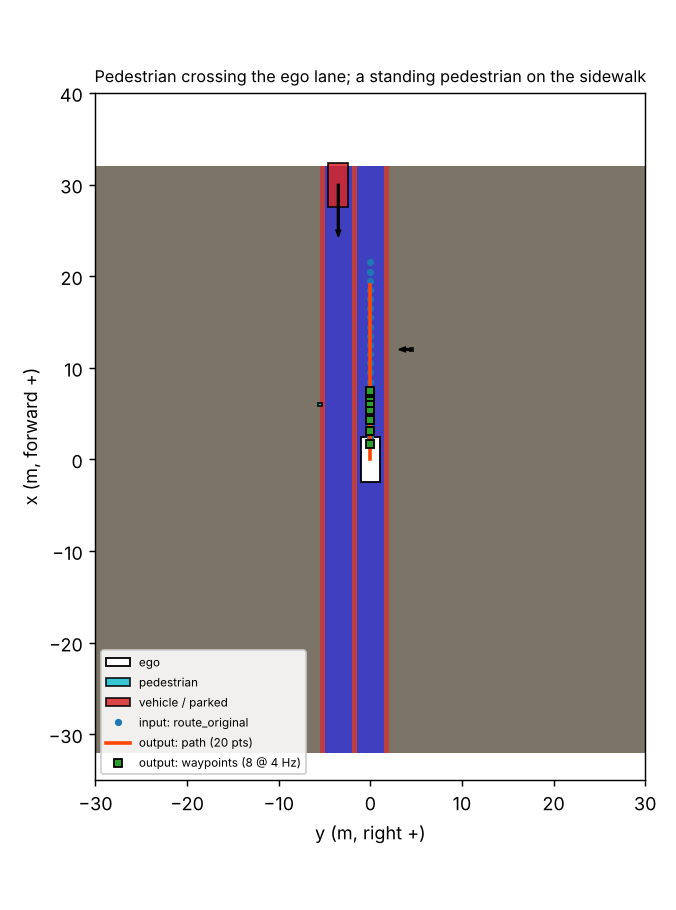 Pedestrian crossing the ego lane; a standing pedestrian on the sidewalk
40
30
20
10
0
−10
−20
−30
x (m, forward +)
ego
pedestrian
vehicle / parked
input: route_original
output: path (20 pts)
output: waypoints (8 @ 4 Hz)
−30
−20
−10
0
10
20
30
y (m, right +)